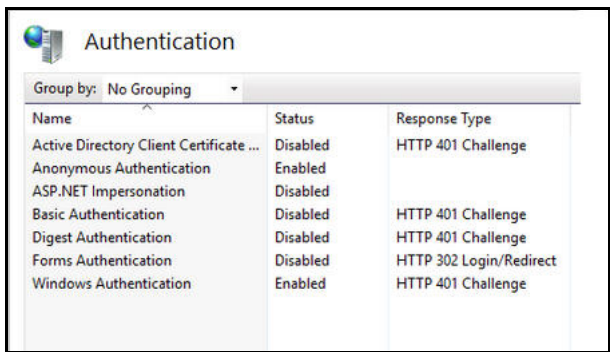 Authentication
Group by: No Grouping
Name Status Response Type
Active Directory Client Certificate ... Disabled HTTP 401 Challenge
Anonymous Authentication Enabled
ASP.NET Impersonation Disabled
Basic Authentication Disabled HTTP 401 Challenge
Digest Authentication Disabled HTTP 401 Challenge
Forms Authentication Disabled HTTP 302 Login/Redirect
Windows Authentication Enabled HTTP 401 Challenge